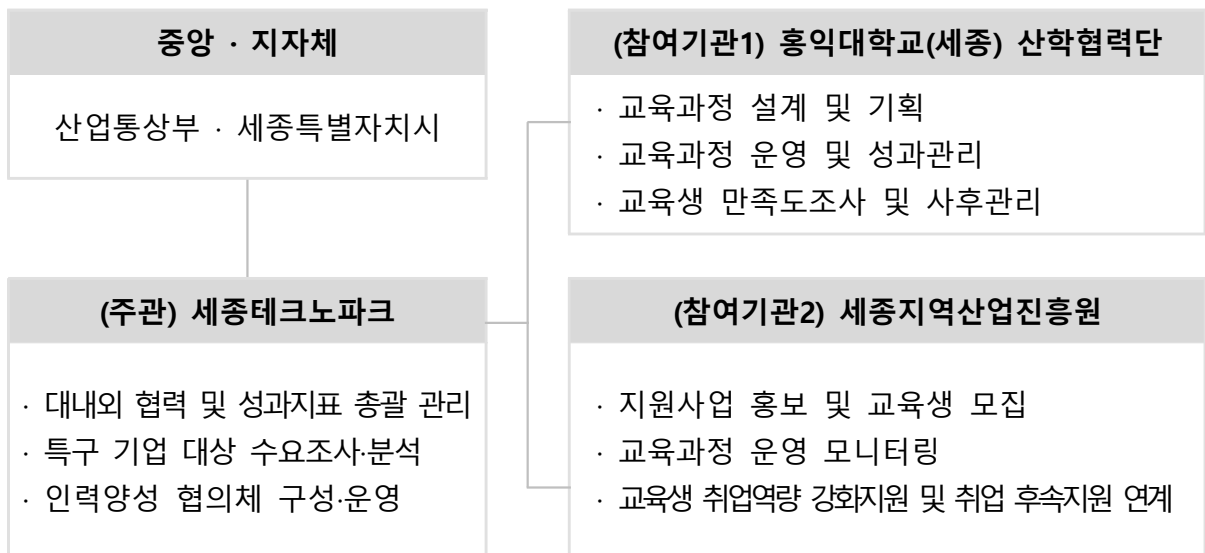 중앙 · 지자체
산업통상부 · 세종특별자치시
(주관) 세종테크노파크
· 대내외 협력 및 성과지표 총괄 관리
· 특구 기업 대상 수요조사·분석
· 인력양성 협의체 구성·운영
(참여기관1) 홍익대학교(세종) 산학협력단
· 교육과정 설계 및 기획
· 교육과정 운영 및 성과관리
· 교육생 만족도조사 및 사후관리
(참여기관2) 세종지역산업진흥원
· 지원사업 홍보 및 교육생 모집
· 교육과정 운영 모니터링
· 교육생 취업역량 강화지원 및 취업 후속지원 연계